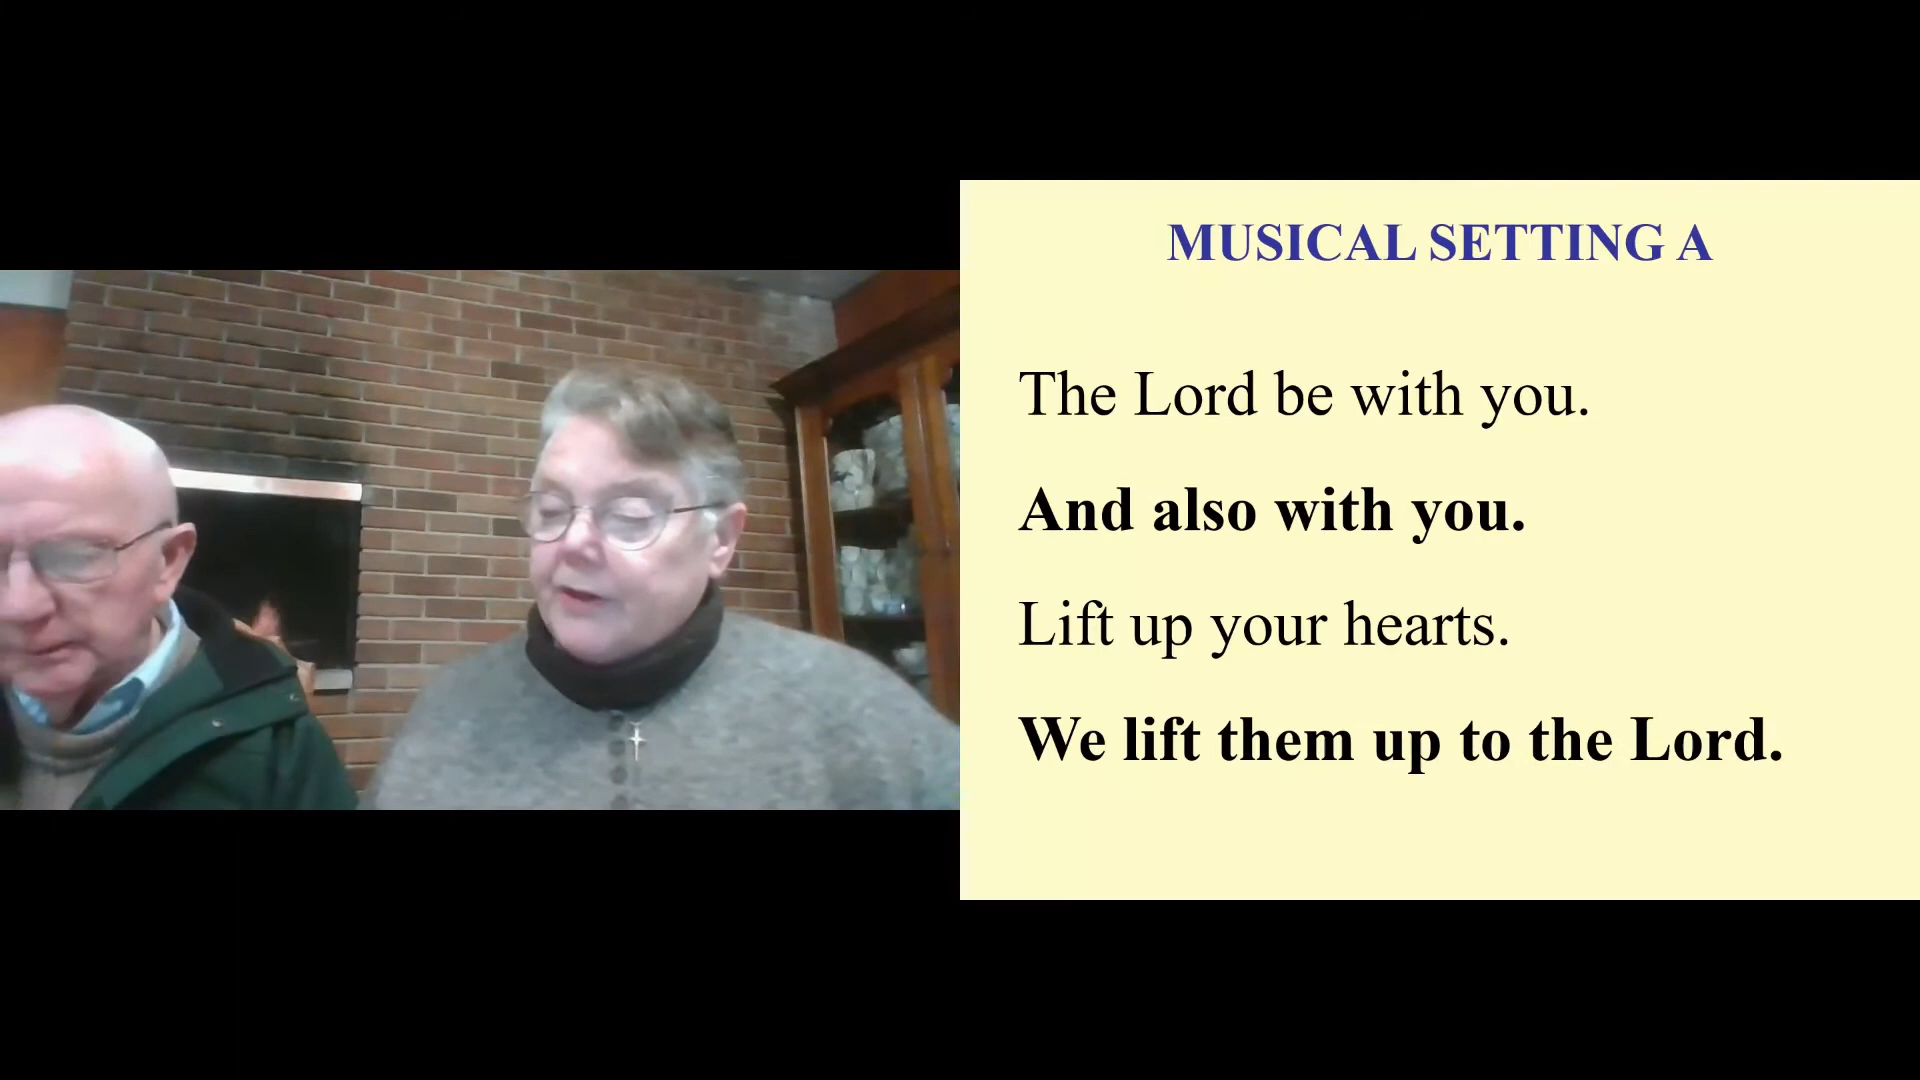 MUSICAL SETTING A
The Lord be with you.
And also with you.
Lift up your hearts.
We lift them up to the Lord.